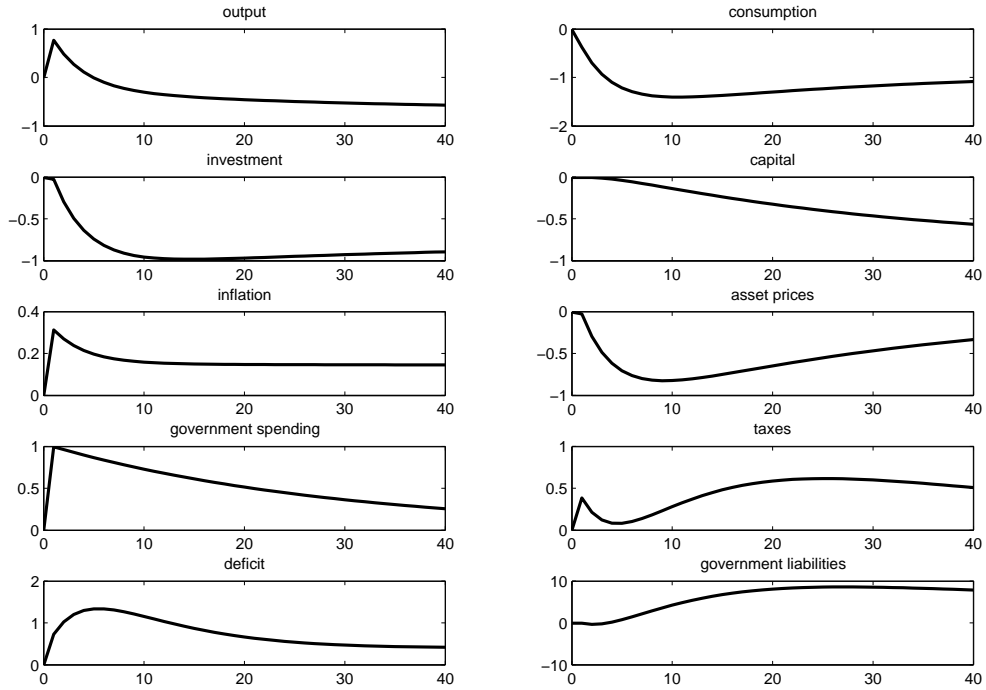 output
1
0
−1
0 10 20 30 40
consumption
0
−1
−2
0 10 20 30 40
investment
0
−0.5
−1
0 10 20 30 40
capital
0
−0.5
−1
0 10 20 30 40
inflation
0.4
0.2
0
0 10 20 30 40
asset prices
0
−0.5
−1
0 10 20 30 40
government spending
1
0.5
0
0 10 20 30 40
taxes
1
0.5
0
0 10 20 30 40
deficit
2
1
0
0 10 20 30 40
government liabilities
10
0
−10
0 10 20 30 40